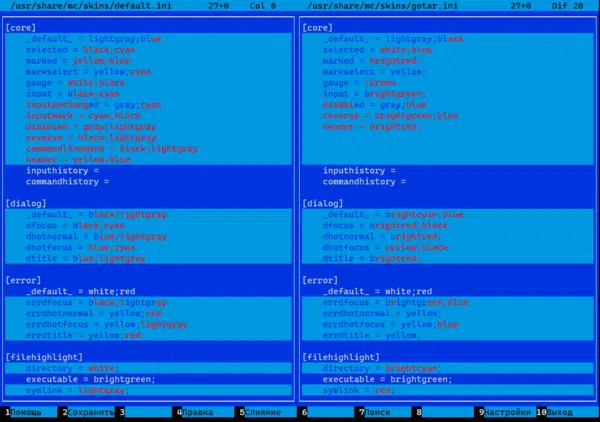 /usr/share/mc/skins/default.ini 27+0 Col 0
/usr/share/mc/skins/gotar.ini 27+0 Dif 20
[core]
_default_ = lightgray;blue
selected = black;cyan
marked = yellow;blue
markselect = yellow;cyan
gauge = white;black
input = black;cyan
inputunchanged = gray;cyan
inputmark = cyan;black
disabled = gray;lightgray
reverse = black;lightgray
commandlinemark = black;lightgray
header = yellow;blue
inputhistory =
commandhistory =
[dialog]
_default_ = black;lightgray
dfocus = black;cyan
dhotnormal = blue;lightgray
dhotfocus = blue;cyan
dtitle = blue;lightgray
[error]
_default_ = white;red
errdfocus = black;lightgray
errdhotnormal = yellow;red
errdhotfocus = yellow;lightgray
errdtitle = yellow;red
[filehighlight]
directory = white;
executable = brightgreen;
symlink = lightgray;
[core]
_default_ = lightgray;black
selected = white;blue
marked = brightred;
markselect = yellow;
gauge = ;brown
input = brightgreen;
disabled = gray;blue
reverse = brightgreen;blue
header = brightred;
inputhistory =
commandhistory =
[dialog]
_default_ = brightcyan;blue
dfocus = brightred;black
dhotnormal = brightred;
dhotfocus = yellow;black
dtitle = brightred;
[error]
_default_ = white;red
errdfocus = brightgreen;blue
errdhotnormal = yellow;
errdhotfocus = yellow;blue
errdtitle = yellow;
[filehighlight]
directory = brightcyan;
executable = brightgreen;
symlink = red;
1Помощь 2Сохранить 3 4Правка 5Слияние 6 7Поиск 8 9Настройки 10Выход